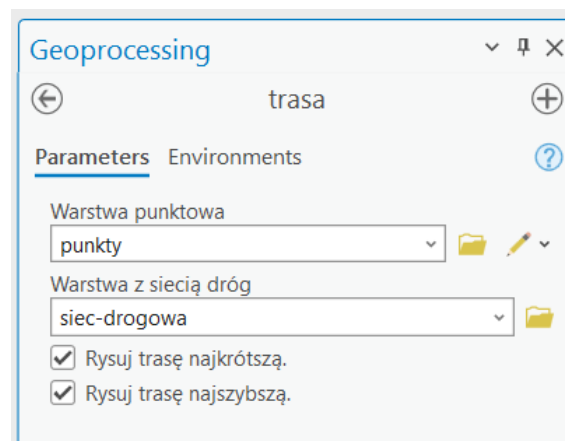 Geoprocessing
trasa
Parameters Environments
Warstwa punktowa
punkty
Warstwa z siecią dróg
siec-drogowa
Rysuj trasę najkrótszą.
Rysuj trasę najszybszą.